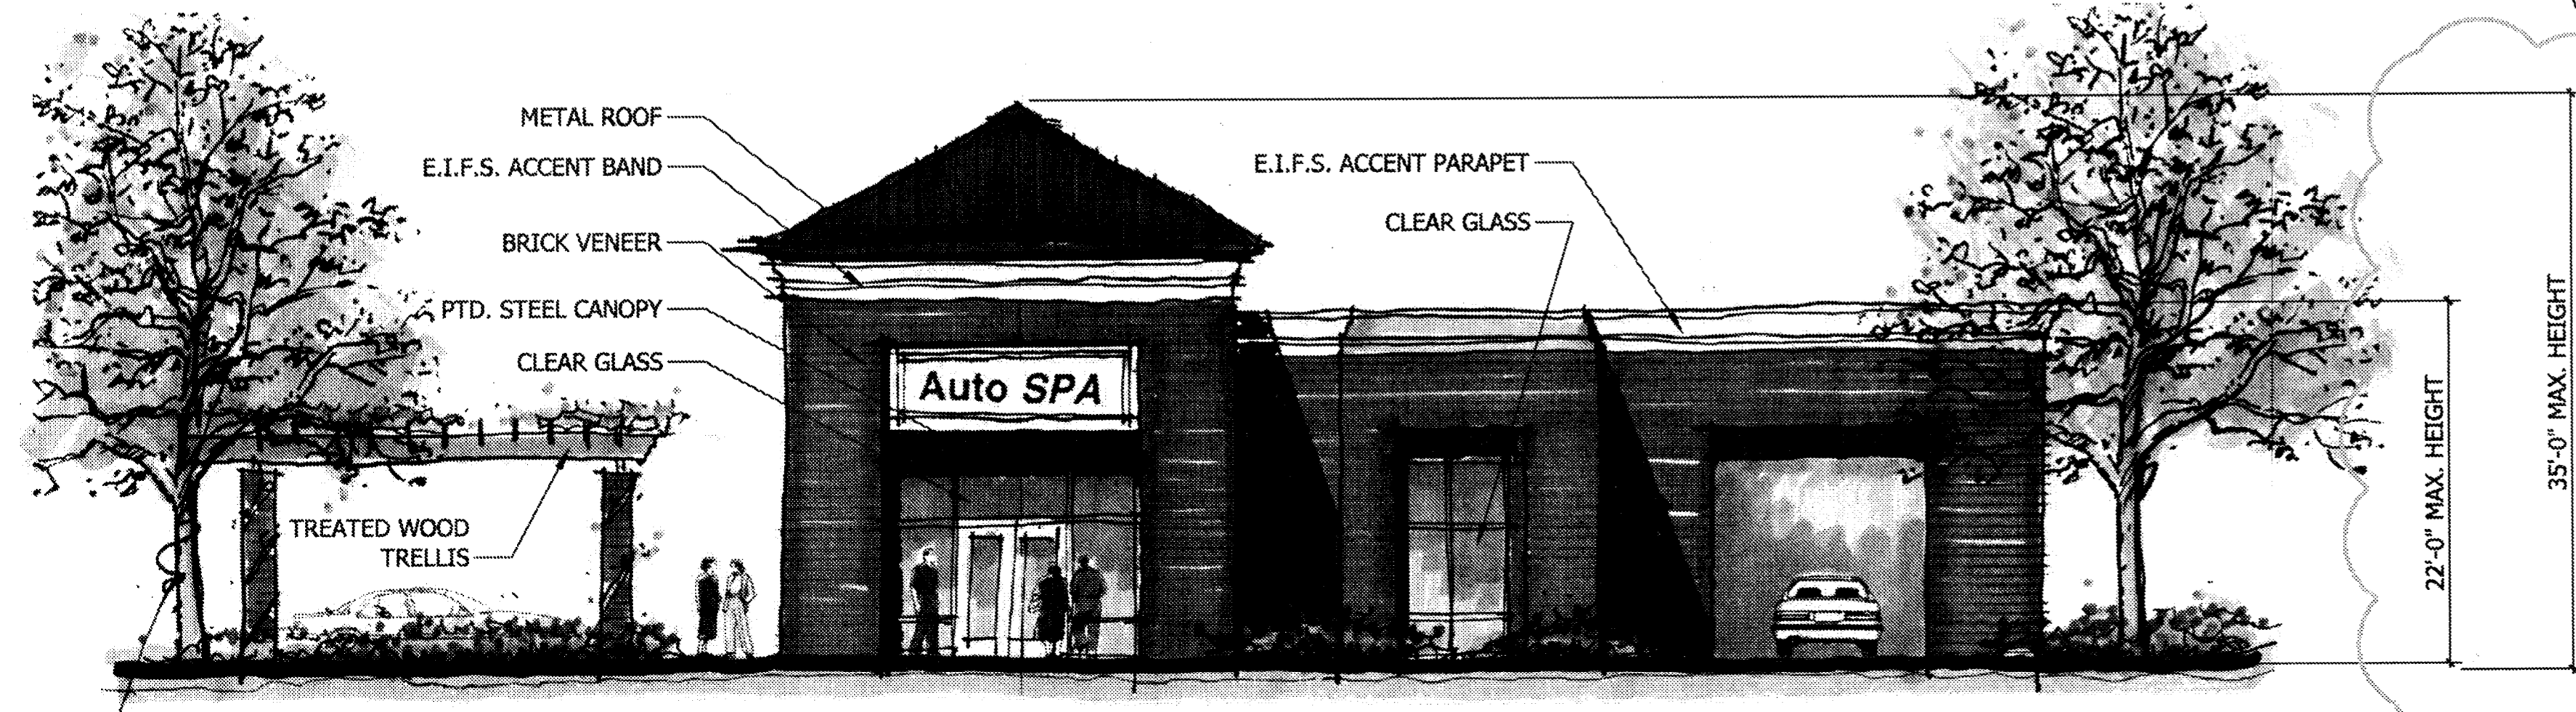 METAL ROOF
E.I.F.S. ACCENT BAND
BRICK VENEER
PTD. STEEL CANOPY
CLEAR GLASS
TREATED WOOD
TRELLIS
Auto SPA
E.I.F.S. ACCENT PARAPET
CLEAR GLASS
22'-0" MAX. HEIGHT
35'-0" MAX. HEIGHT